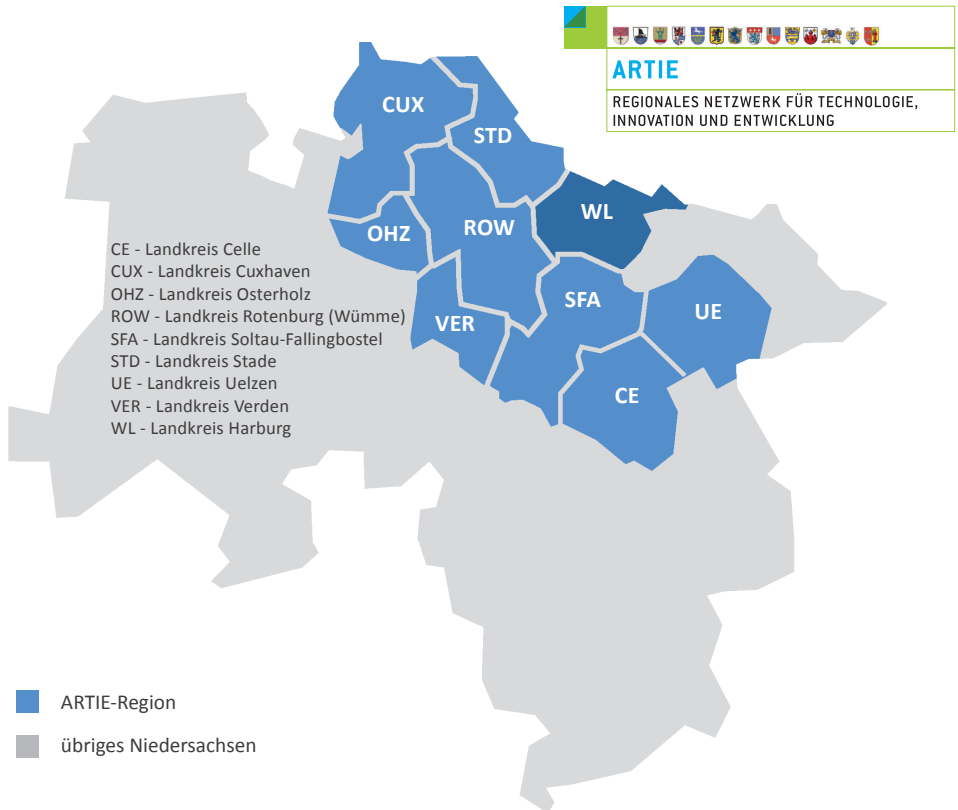 ARTIE
REGIONALES NETZWERK FÜR TECHNOLOGIE,
INNOVATION UND ENTWICKLUNG
CUX
STD
WL
OHZ
ROW
SFA
UE
VER
CE
CE - Landkreis Celle
CUX - Landkreis Cuxhaven
OHZ - Landkreis Osterholz
ROW - Landkreis Rotenburg (Wümme)
SFA - Landkreis Soltau-Fallingbostel
STD - Landkreis Stade
UE - Landkreis Uelzen
VER - Landkreis Verden
WL - Landkreis Harburg
ARTIE-Region
übriges Niedersachsen